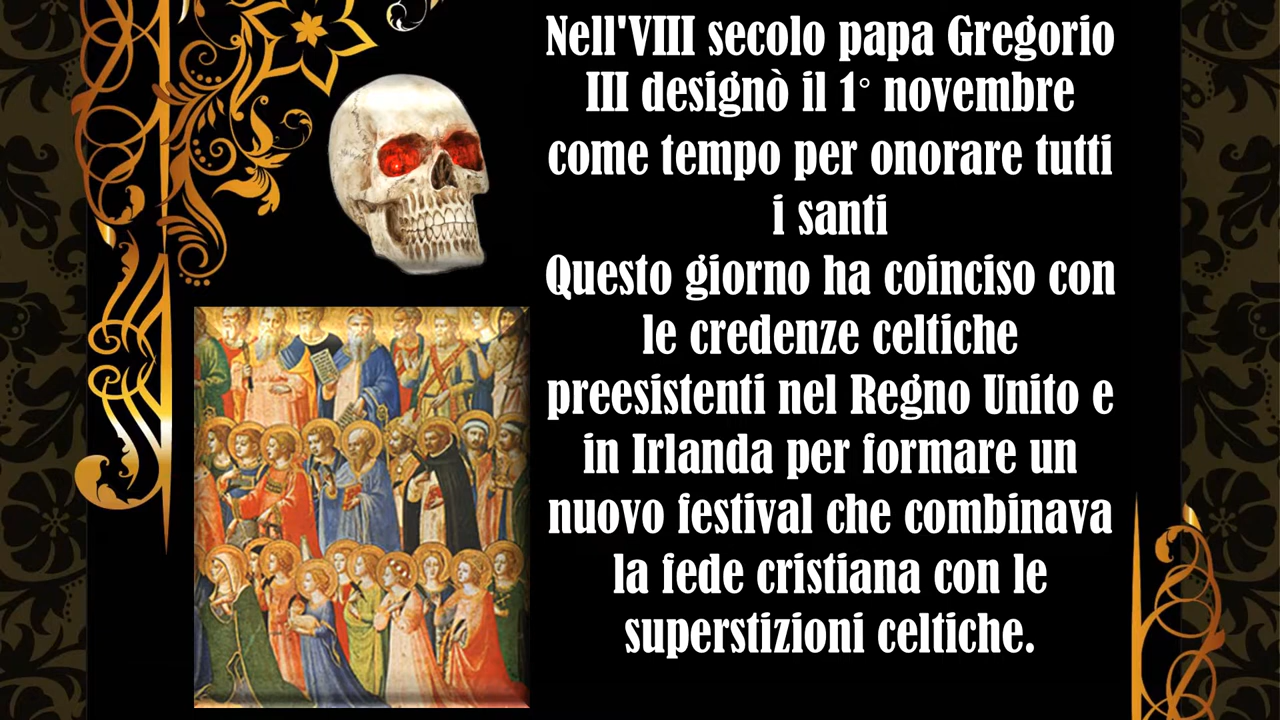 Nell'VIII secolo papa Gregorio
III designò il 1° novembre
come tempo per onorare tutti
i santi
Questo giorno ha coinciso con
le credenze celtiche
preesistenti nel Regno Unito e
in Irlanda per formare un
nuovo festival che combinava
la fede cristiana con le
superstizioni celtiche.